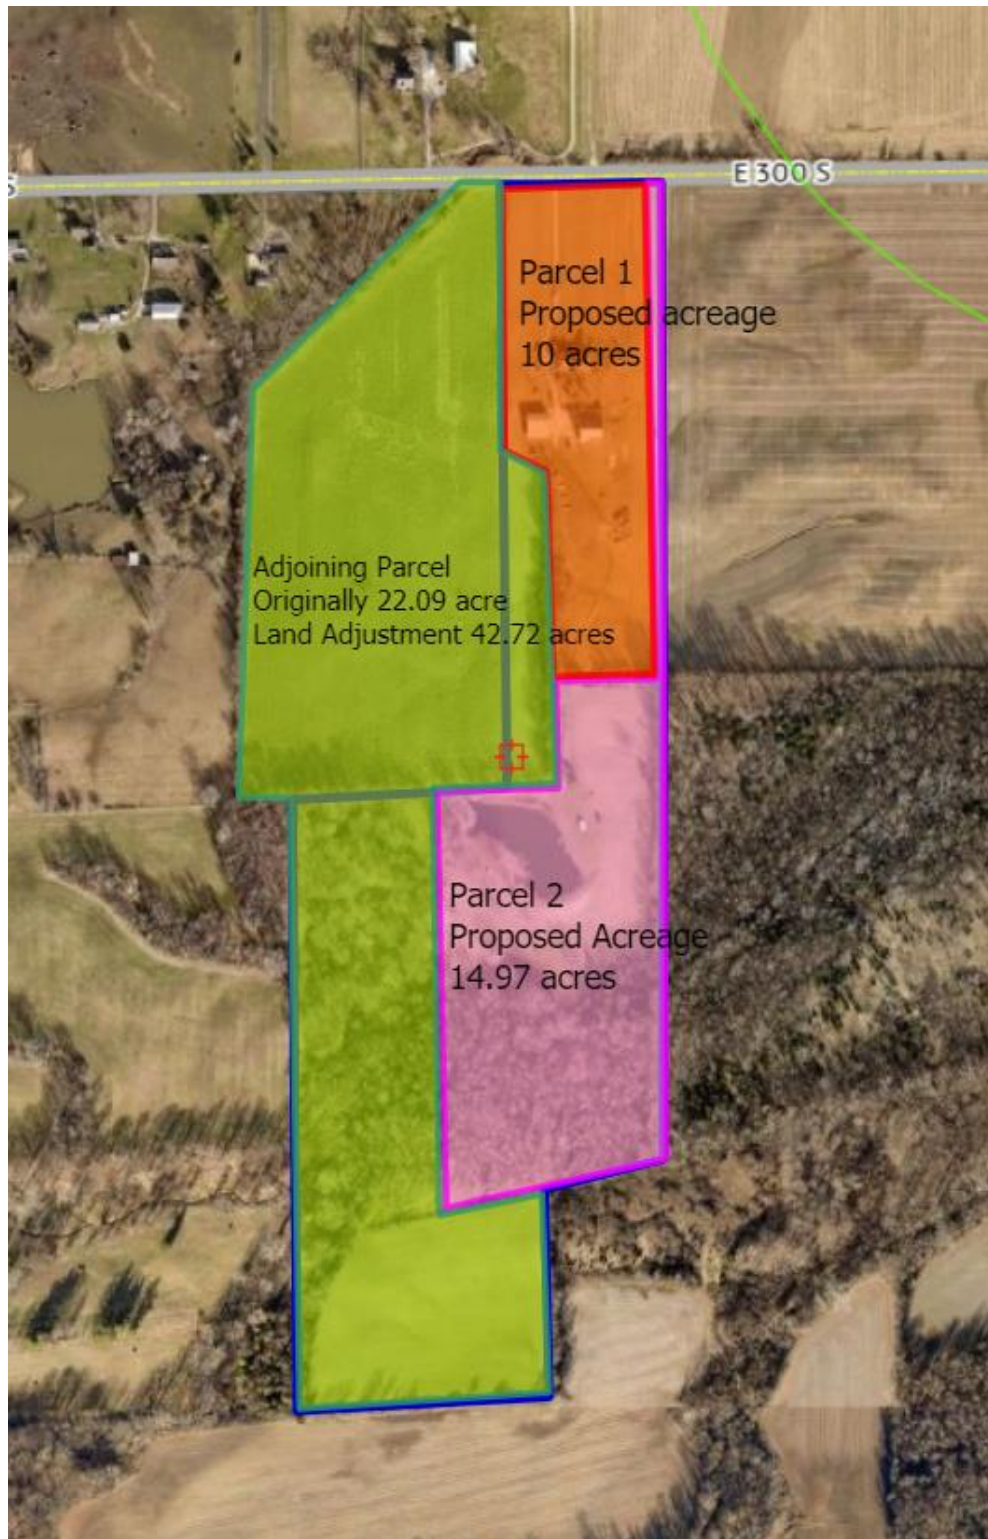 S
E 300 S
Parcel 1
Proposed acreage
10 acres
Adjoining Parcel
Originally 22.09 acre
Land Adjustment 42.72 acres
Parcel 2
Proposed Acreage
14.97 acres